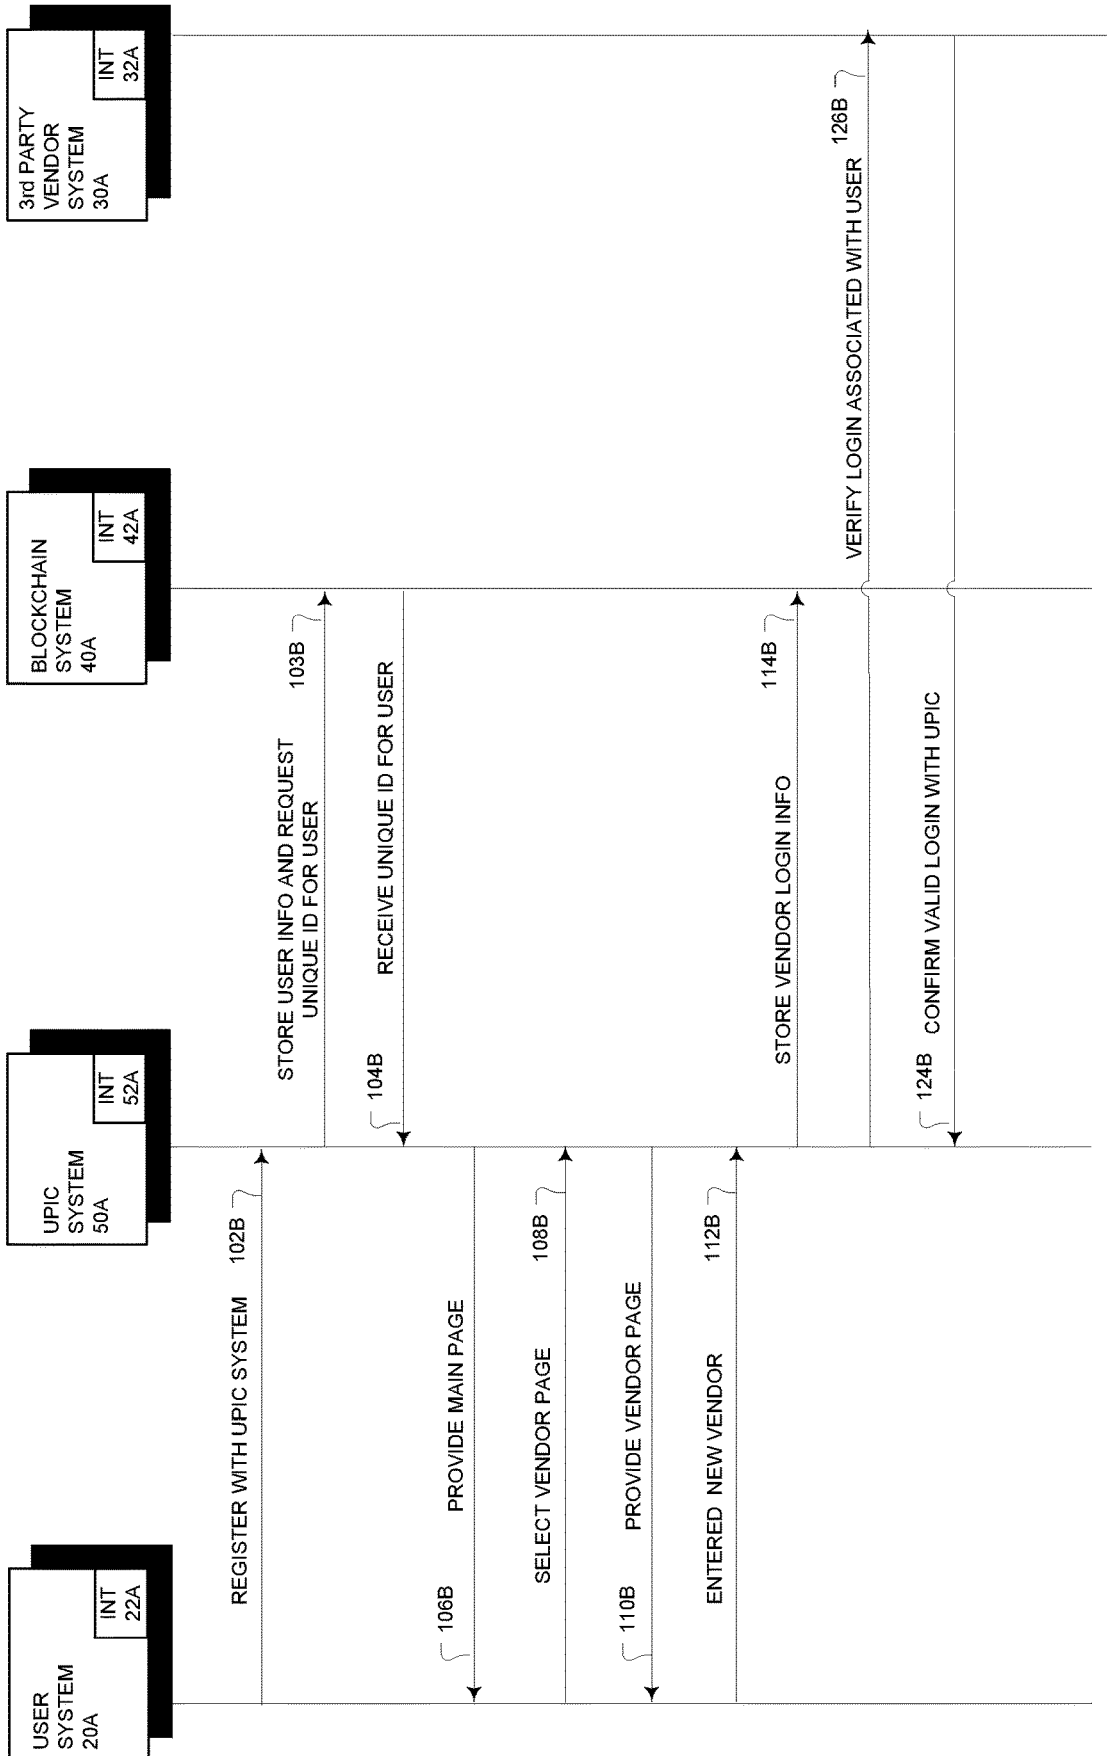 USER
SYSTEM
20A
INT
22A
UPIC
SYSTEM
50A
INT
52A
BLOCKCHAIN
SYSTEM
40A
INT
42A
3rd PARTY
VENDOR
SYSTEM
30A
INT
32A
REGISTER WITH UPIC SYSTEM
102B
STORE USER INFO AND REQUEST
UNIQUE ID FOR USER
103B
104B
RECEIVE UNIQUE ID FOR USER
106B
PROVIDE MAIN PAGE
SELECT VENDOR PAGE
108B
110B
PROVIDE VENDOR PAGE
ENTERED NEW VENDOR
112B
STORE VENDOR LOGIN INFO
114B
VERIFY LOGIN ASSOCIATED WITH USER
126B
124B
CONFIRM VALID LOGIN WITH UPIC